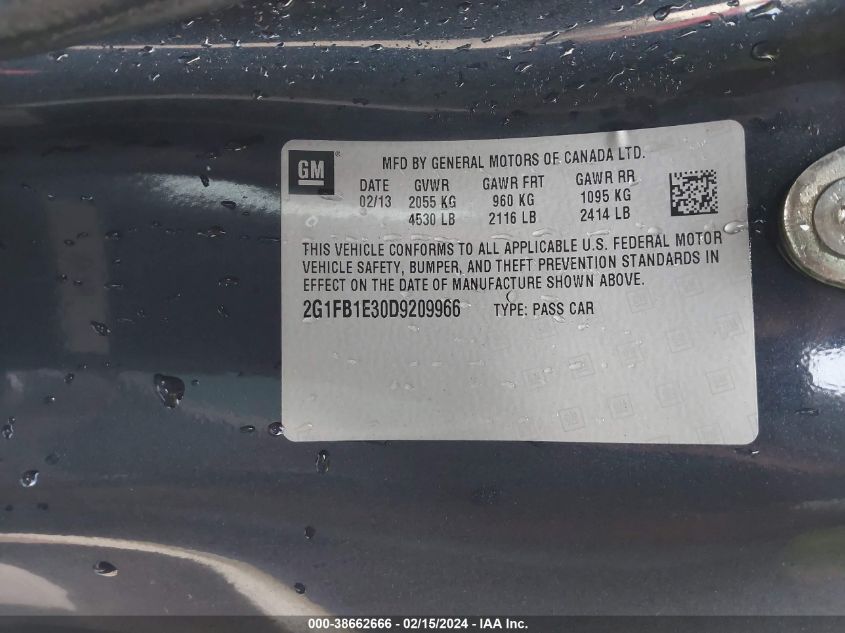 GM ® MFD BY GENERAL MOTORS OF CANADA LTD.
DATE GVWR GAWR FRT GAWR RR
02/13 2055 KG 960 KG 1095 KG
4530 LB 2116 LB 2414 LB
THIS VEHICLE CONFORMS TO ALL APPLICABLE U.S. FEDERAL MOTOR
VEHICLE SAFETY, BUMPER, AND THEFT PREVENTION STANDARDS IN
EFFECT ON THE DATE OF MANUFACTURE SHOWN ABOVE.
2G1FB1E30D9209966 TYPE: PASS CAR
000-38662666 - 02/15/2024 - IAA Inc.